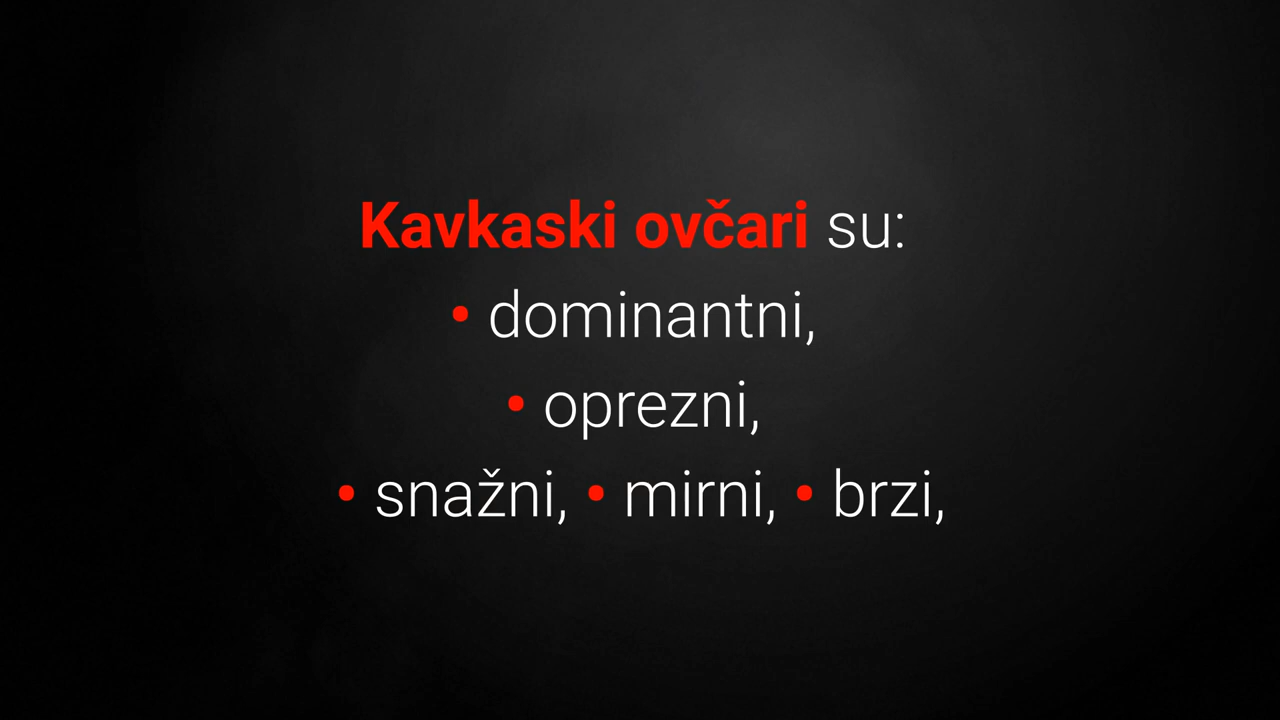 Kavkaski ovčari su:
• dominantni,
• oprezni,
• snažni, • mirni, • brzi,